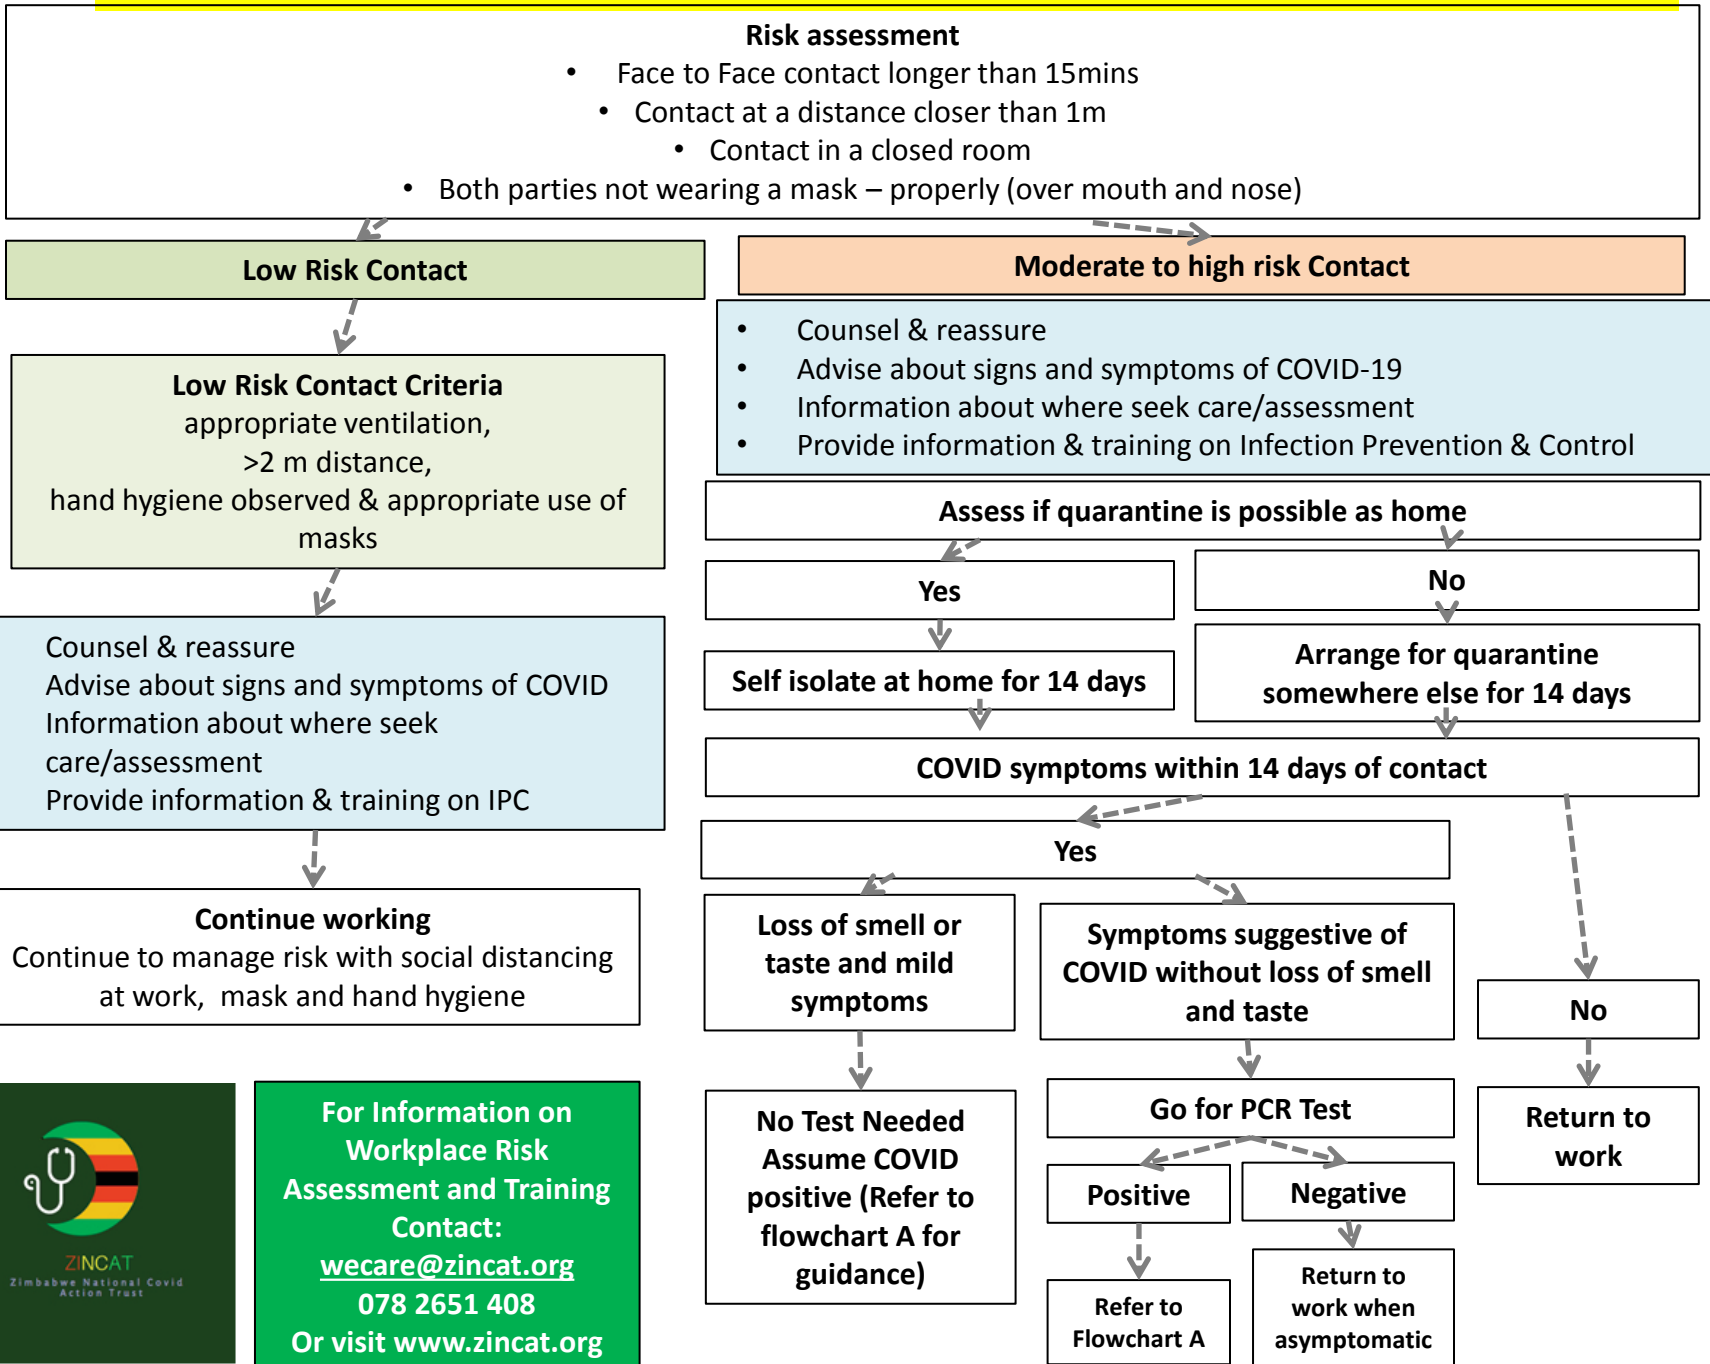 Risk assessment
• Face to Face contact longer than 15mins
• Contact at a distance closer than 1m
• Contact in a closed room
• Both parties not wearing a mask – properly (over mouth and nose)
Low Risk Contact
Low Risk Contact Criteria
appropriate ventilation,
>2 m distance,
hand hygiene observed & appropriate use of
masks
Counsel & reassure
Advise about signs and symptoms of COVID
Information about where seek
care/assessment
Provide information & training on IPC
Continue working
Continue to manage risk with social distancing
at work, mask and hand hygiene
Moderate to high risk Contact
• Counsel & reassure
• Advise about signs and symptoms of COVID-19
• Information about where seek care/assessment
• Provide information & training on Infection Prevention & Control
Assess if quarantine is possible as home
Yes
No
Self isolate at home for 14 days
Arrange for quarantine
somewhere else for 14 days
COVID symptoms within 14 days of contact
Yes
Loss of smell or
taste and mild
symptoms
Symptoms suggestive of
COVID without loss of smell
and taste
No
No Test Needed
Assume COVID
positive (Refer to
flowchart A for
guidance)
Go for PCR Test
Positive
Negative
Refer to
Flowchart A
Return to
work when
asymptomatic
Return to
work
ZINCAT
Zimbabwe National Covid
Action Trust
For Information on
Workplace Risk
Assessment and Training
Contact:
wecare@zincat.org
078 2651 408
Or visit www.zincat.org